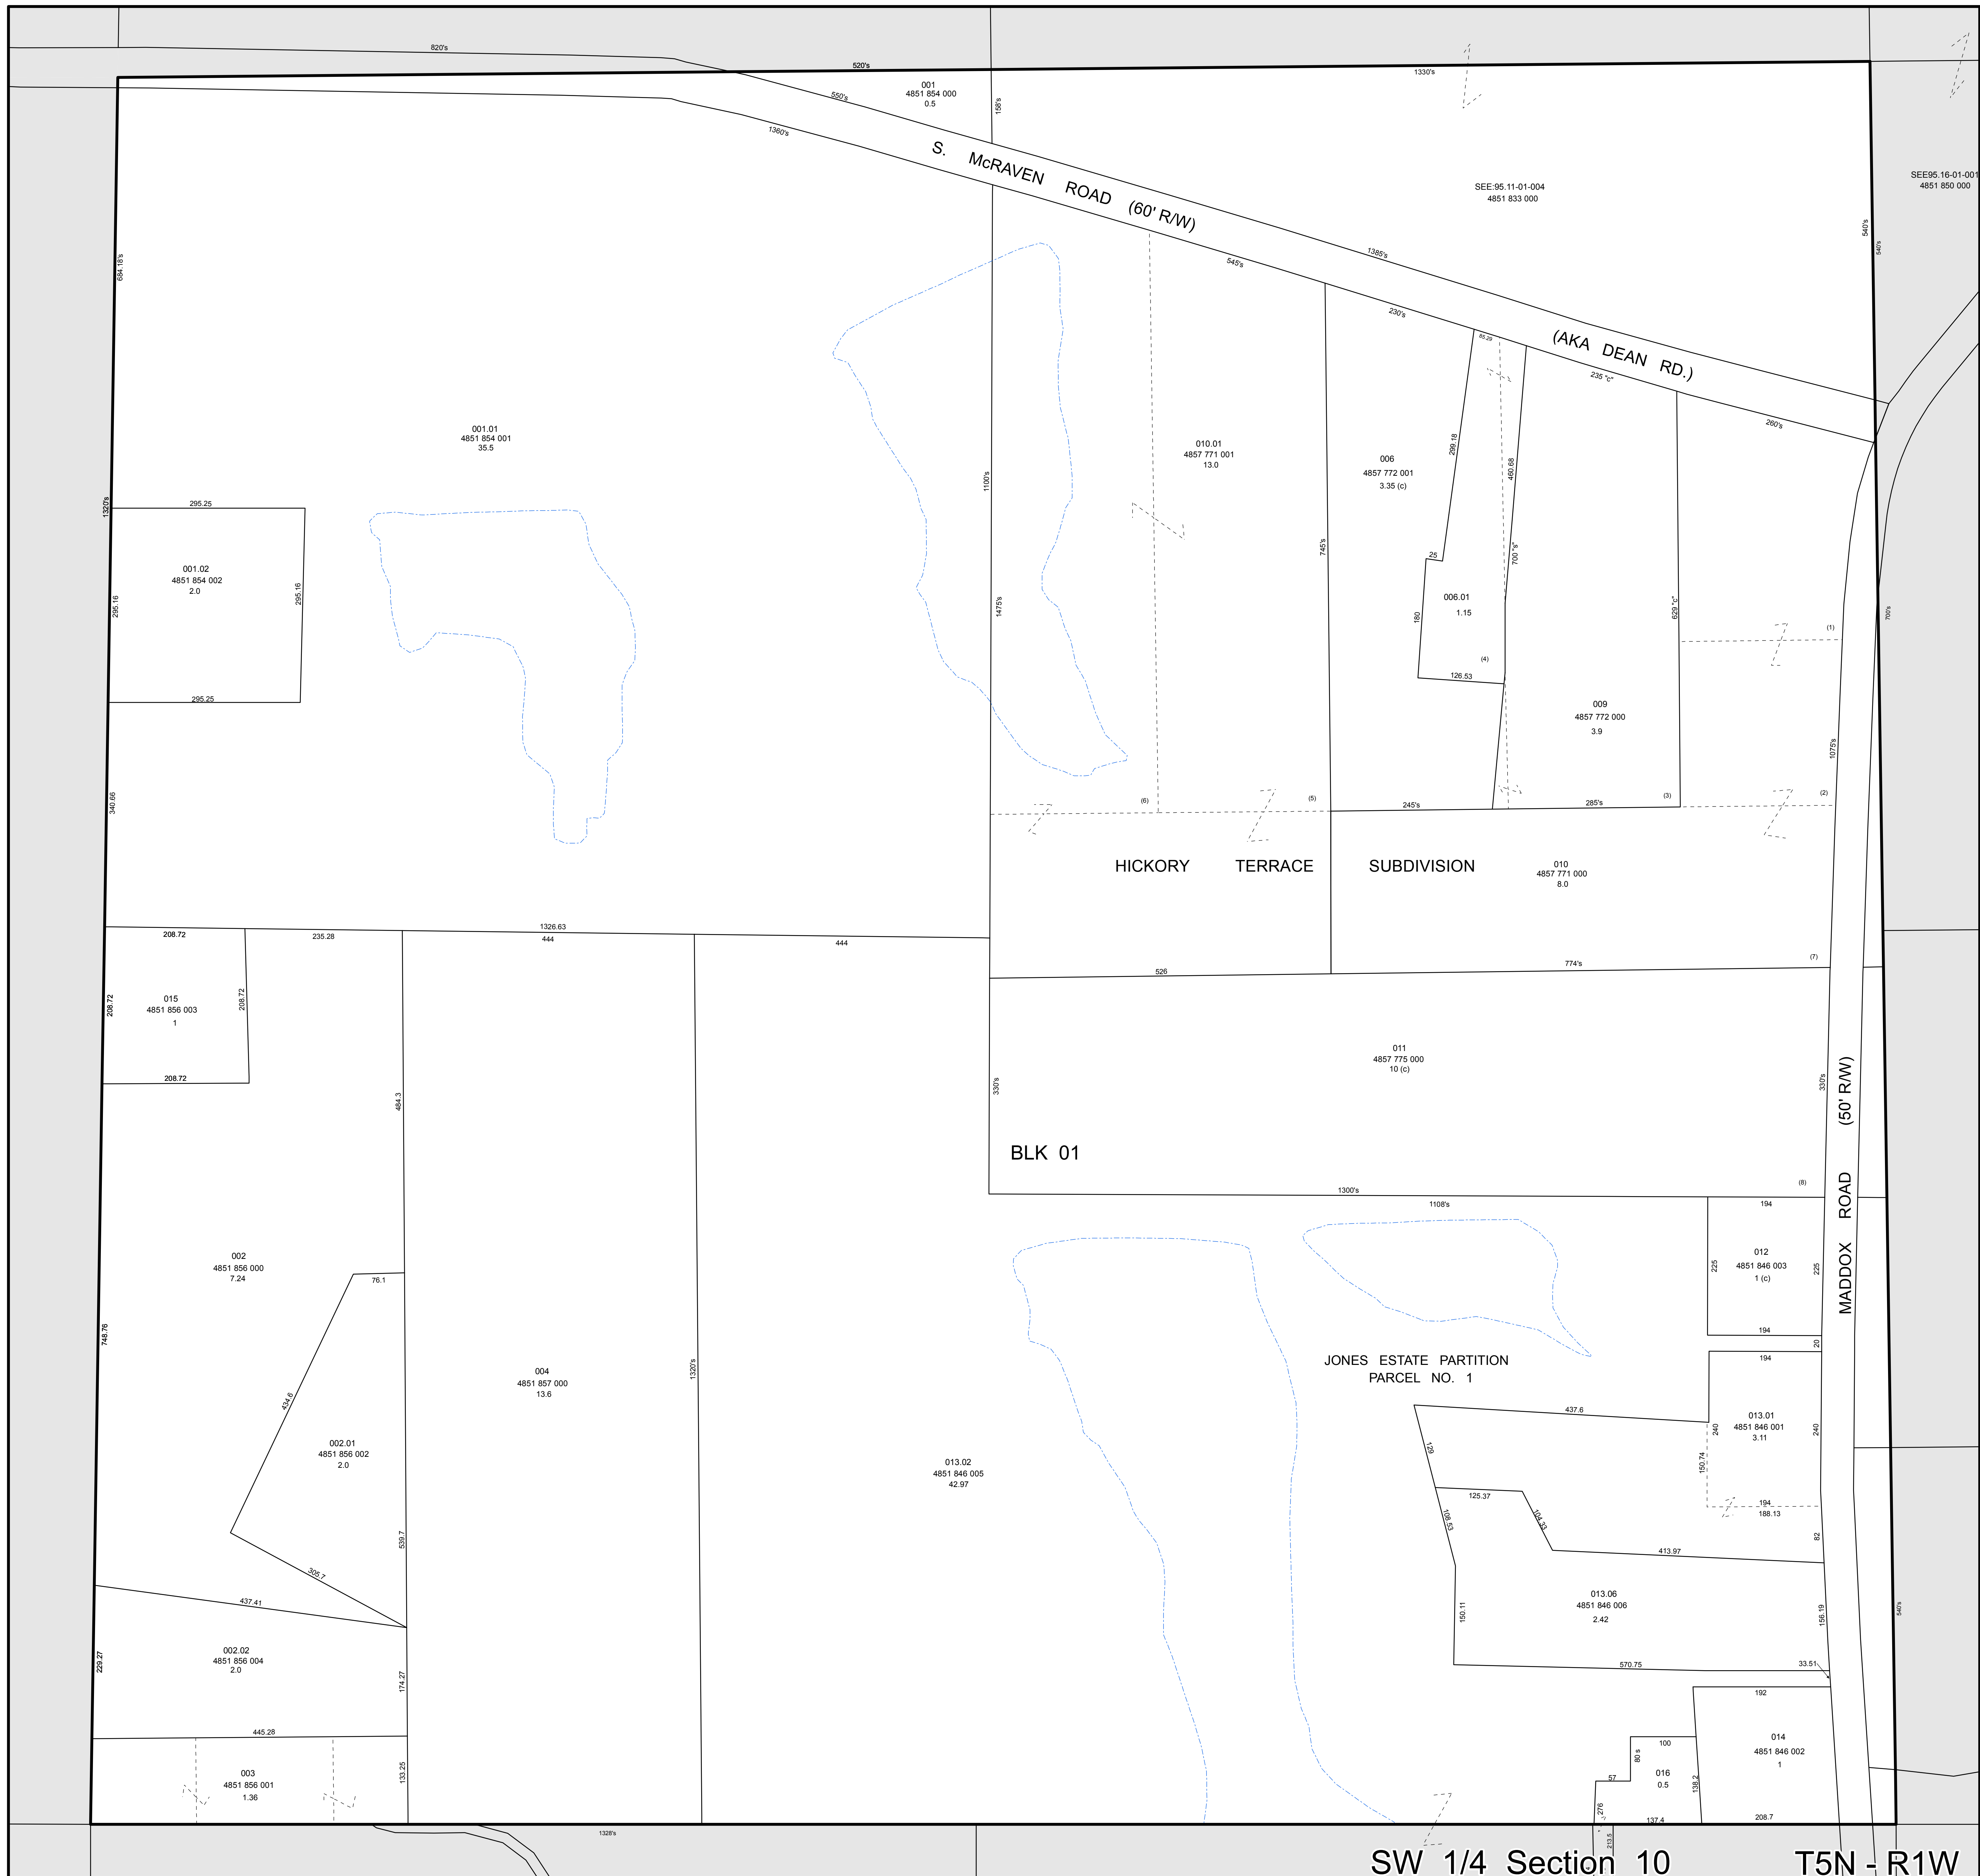 820's
520's
1330's
001
4851 854 000
0.5
550's
158's
1360's
S. McRAVEN ROAD (60' R/W)
(AKA DEAN RD.)
SEE:95.11-01-004
4851 833 000
SEE95.16-01-001
4851 850 000
540's
540's
684.18's
545's
1385's
230's
85.29
235 "c"
260's
001.01
4851 854 001
35.5
1320's
295.25
001.02
4851 854 002
2.0
295.16
295.16
295.25
340.66
1100's
1475's
010.01
4857 771 001
13.0
745's
006
4857 772 001
3.35 (c)
299.18
460.68
25
700 "s"
006.01
1.15
180
(4)
126.53
629 "c"
(1)
700's
009
4857 772 000
3.9
1075's
(6)
(5)
245's
285's
(3)
(2)
HICKORY TERRACE SUBDIVISION
010
4857 771 000
8.0
208.72
235.28
1326.63
444
444
526
774's
(7)
015
4851 856 003
1
208.72
208.72
208.72
484.3
330's
011
4857 775 000
10 (c)
330's
MADDOX ROAD (50' R/W)
BLK 01
1300's
(8)
1108's
194
002
4851 856 000
7.24
76.1
012
4851 846 003
1 (c)
225
225
194
20
194
748.76
434.6
004
4851 857 000
13.6
1320's
JONES ESTATE PARTITION
PARCEL NO. 1
437.6
013.01
4851 846 001
3.11
240
240
129
150.74
002.01
4851 856 002
2.0
013.02
4851 846 005
42.97
125.37
194
188.13
108.53
104.33
82
539.7
413.97
305.7
437.41
013.06
4851 846 006
2.42
150.11
156.19
540's
002.02
4851 856 004
2.0
229.27
174.27
570.75
33.51
192
445.28
014
4851 846 002
1
100
80 s
016
0.5
138.2
57
276
003
4851 856 001
1.36
133.25
137.4
208.7
1328's
213.5
SW 1/4 Section 10
T5N - R1W